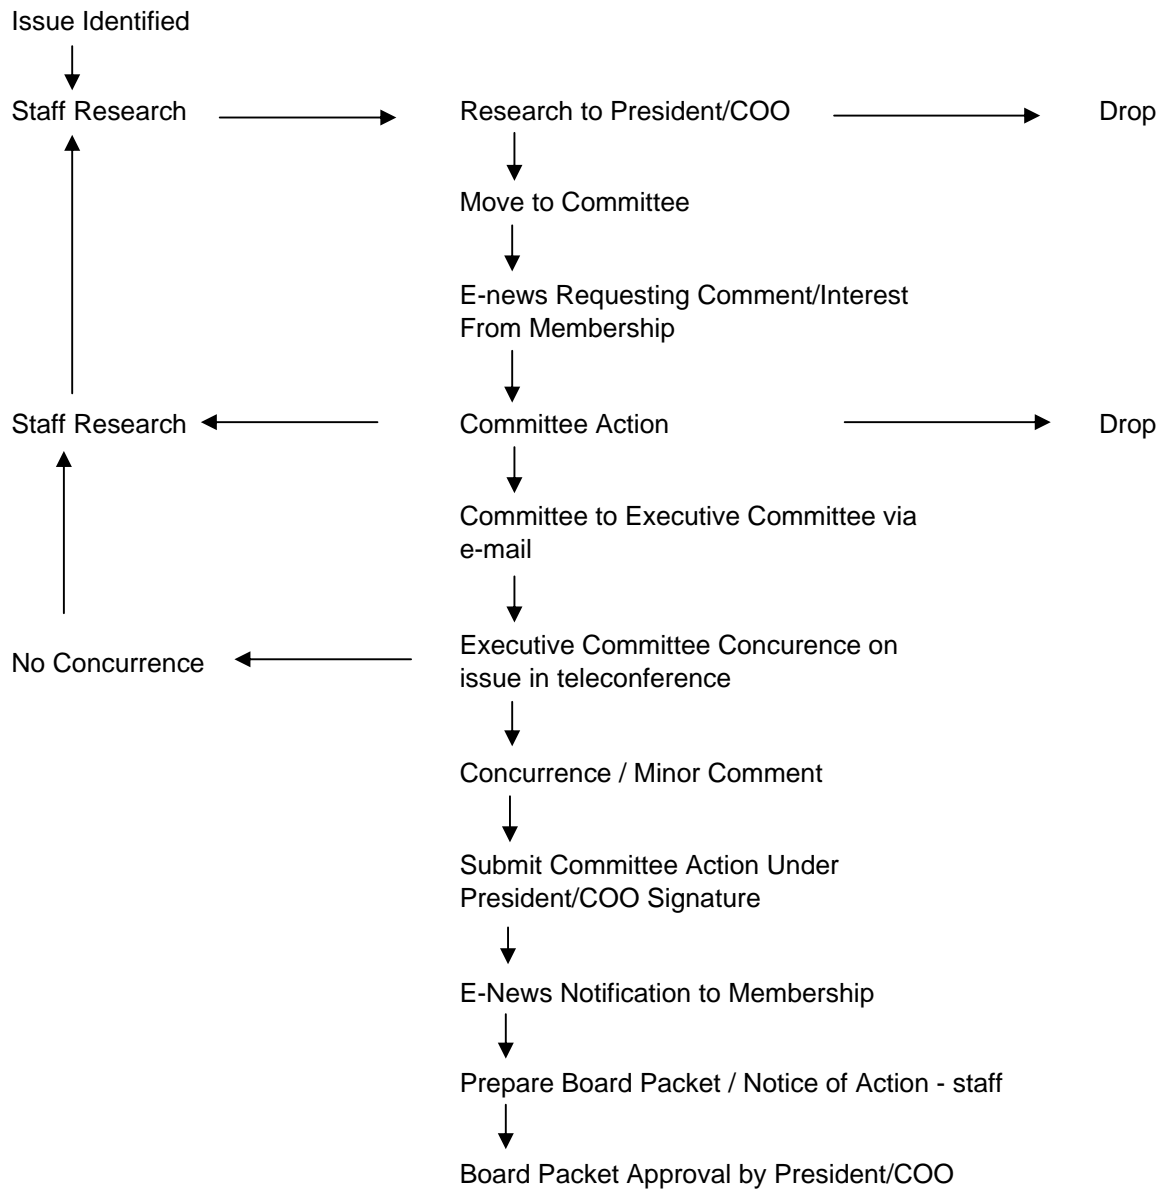 Issue Identified
Staff Research
Research to President/COO
Drop
Move to Committee
E-news Requesting Comment/Interest
From Membership
Staff Research
Committee Action
Drop
Committee to Executive Committee via
e-mail
No Concurrence
Executive Committee Concurence on
issue in teleconference
Concurrence / Minor Comment
Submit Committee Action Under
President/COO Signature
E-News Notification to Membership
Prepare Board Packet / Notice of Action - staff
Board Packet Approval by President/COO